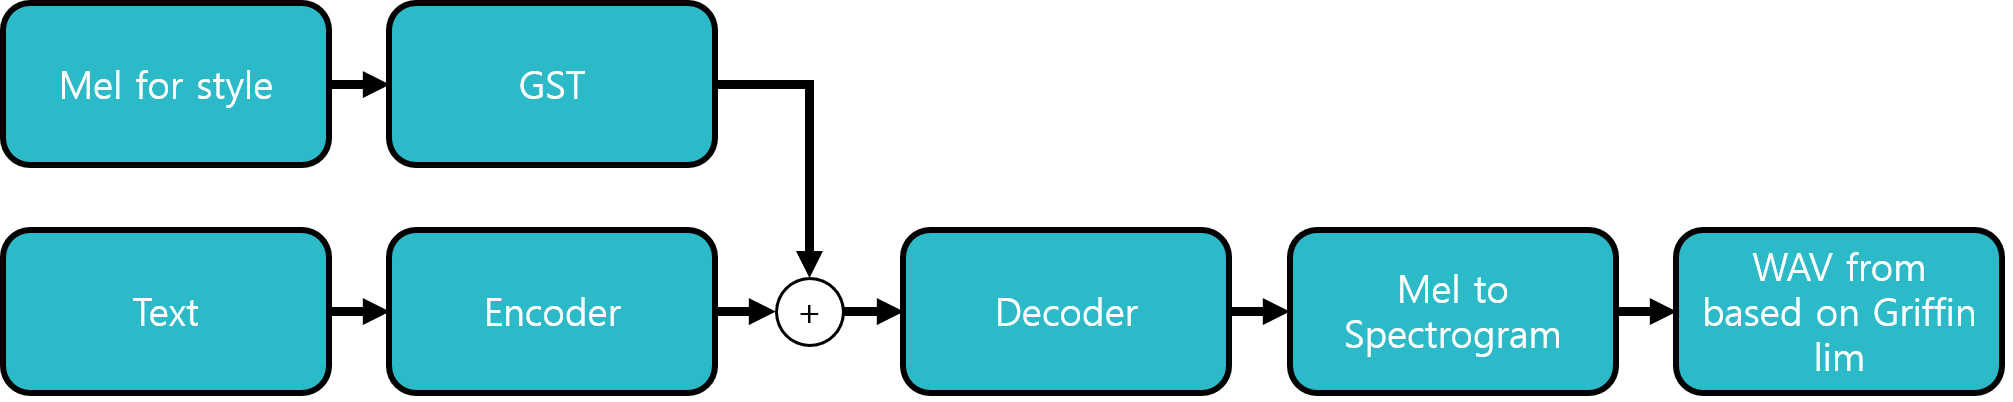 Mel for style
GST
Text
Encoder
+
Decoder
Mel to
Spectrogram
WAV from
based on Griffin
lim